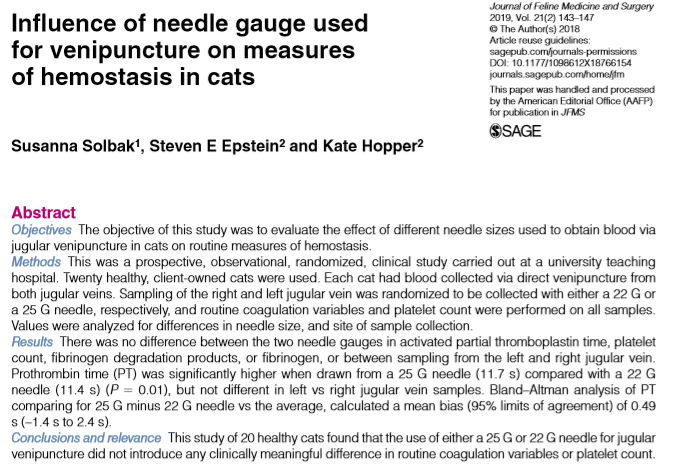 Influence of needle gauge used
for venipuncture on measures
of hemostasis in cats
Journal of Feline Medicine and Surgery
2019, Vol. 21(2) 143–147
© The Author(s) 2018
Article reuse guidelines:
sagepub.com/journals-permissions
DOI: 10.1177/1098612X18766154
journals.sagepub.com/home/jfm
This paper was handled and processed
by the American Editorial Office (AAFP)
for publication in JFMS
SAGE
Susanna Solbak¹, Steven E Epstein² and Kate Hopper²
Abstract
Objectives The objective of this study was to evaluate the effect of different needle sizes used to obtain blood via
jugular venipuncture in cats on routine measures of hemostasis.
Methods This was a prospective, observational, randomized, clinical study carried out at a university teaching
hospital. Twenty healthy, client-owned cats were used. Each cat had blood collected via direct venipuncture from
both jugular veins. Sampling of the right and left jugular vein was randomized to be collected with either a 22 G or
a 25 G needle, respectively, and routine coagulation variables and platelet count were performed on all samples.
Values were analyzed for differences in needle size, and site of sample collection.
Results There was no difference between the two needle gauges in activated partial thromboplastin time, platelet
count, fibrinogen degradation products, or fibrinogen, or between sampling from the left and right jugular vein.
Prothrombin time (PT) was significantly higher when drawn from a 25 G needle (11.7 s) compared with a 22 G
needle (11.4 s) (P = 0.01), but not different in left vs right jugular vein samples. Bland–Altman analysis of PT
comparing for 25 G minus 22 G needle vs the average, calculated a mean bias (95% limits of agreement) of 0.49
s (–1.4 s to 2.4 s).
Conclusions and relevance This study of 20 healthy cats found that the use of either a 25 G or 22 G needle for jugular
venipuncture did not introduce any clinically meaningful difference in routine coagulation variables or platelet count.